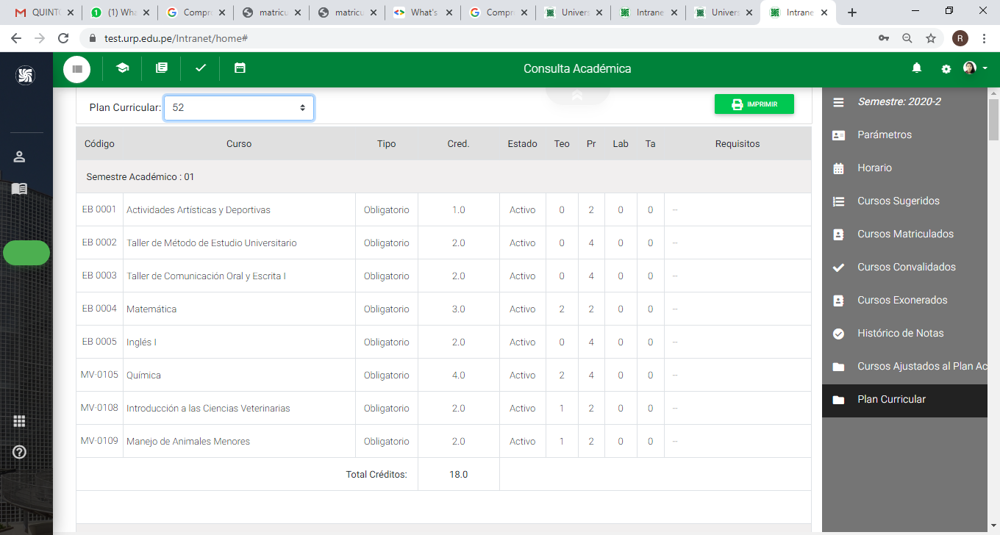 QUINTO
(1) Wha
Compro
matricu
matricu
What's
Compro
Univers
Intrane
Univers
Intrane
test.urp.edu.pe/Intranet/home#
R
Consulta Académica
Plan Curricular: 52
IMPRIMIR
Código Curso Tipo Cred. Estado Teo Pr Lab Ta Requisitos
Semestre Académico : 01
EB 0001 Actividades Artísticas y Deportivas Obligatorio 1.0 Activo 0 2 0 0 --
EB 0002 Taller de Método de Estudio Universitario Obligatorio 2.0 Activo 0 4 0 0 --
EB 0003 Taller de Comunicación Oral y Escrita I Obligatorio 2.0 Activo 0 4 0 0 --
EB 0004 Matemática Obligatorio 3.0 Activo 2 2 0 0 --
EB 0005 Inglés I Obligatorio 2.0 Activo 0 4 0 0 --
MV-0105 Química Obligatorio 4.0 Activo 2 4 0 0 --
MV-0108 Introducción a las Ciencias Veterinarias Obligatorio 2.0 Activo 1 2 0 0 --
MV-0109 Manejo de Animales Menores Obligatorio 2.0 Activo 1 2 0 0 --
Total Créditos: 18.0
Semestre: 2020-2
Parámetros
Horario
Cursos Sugeridos
Cursos Matriculados
Cursos Convalidados
Cursos Exonerados
Histórico de Notas
Cursos Ajustados al Plan Ac
Plan Curricular